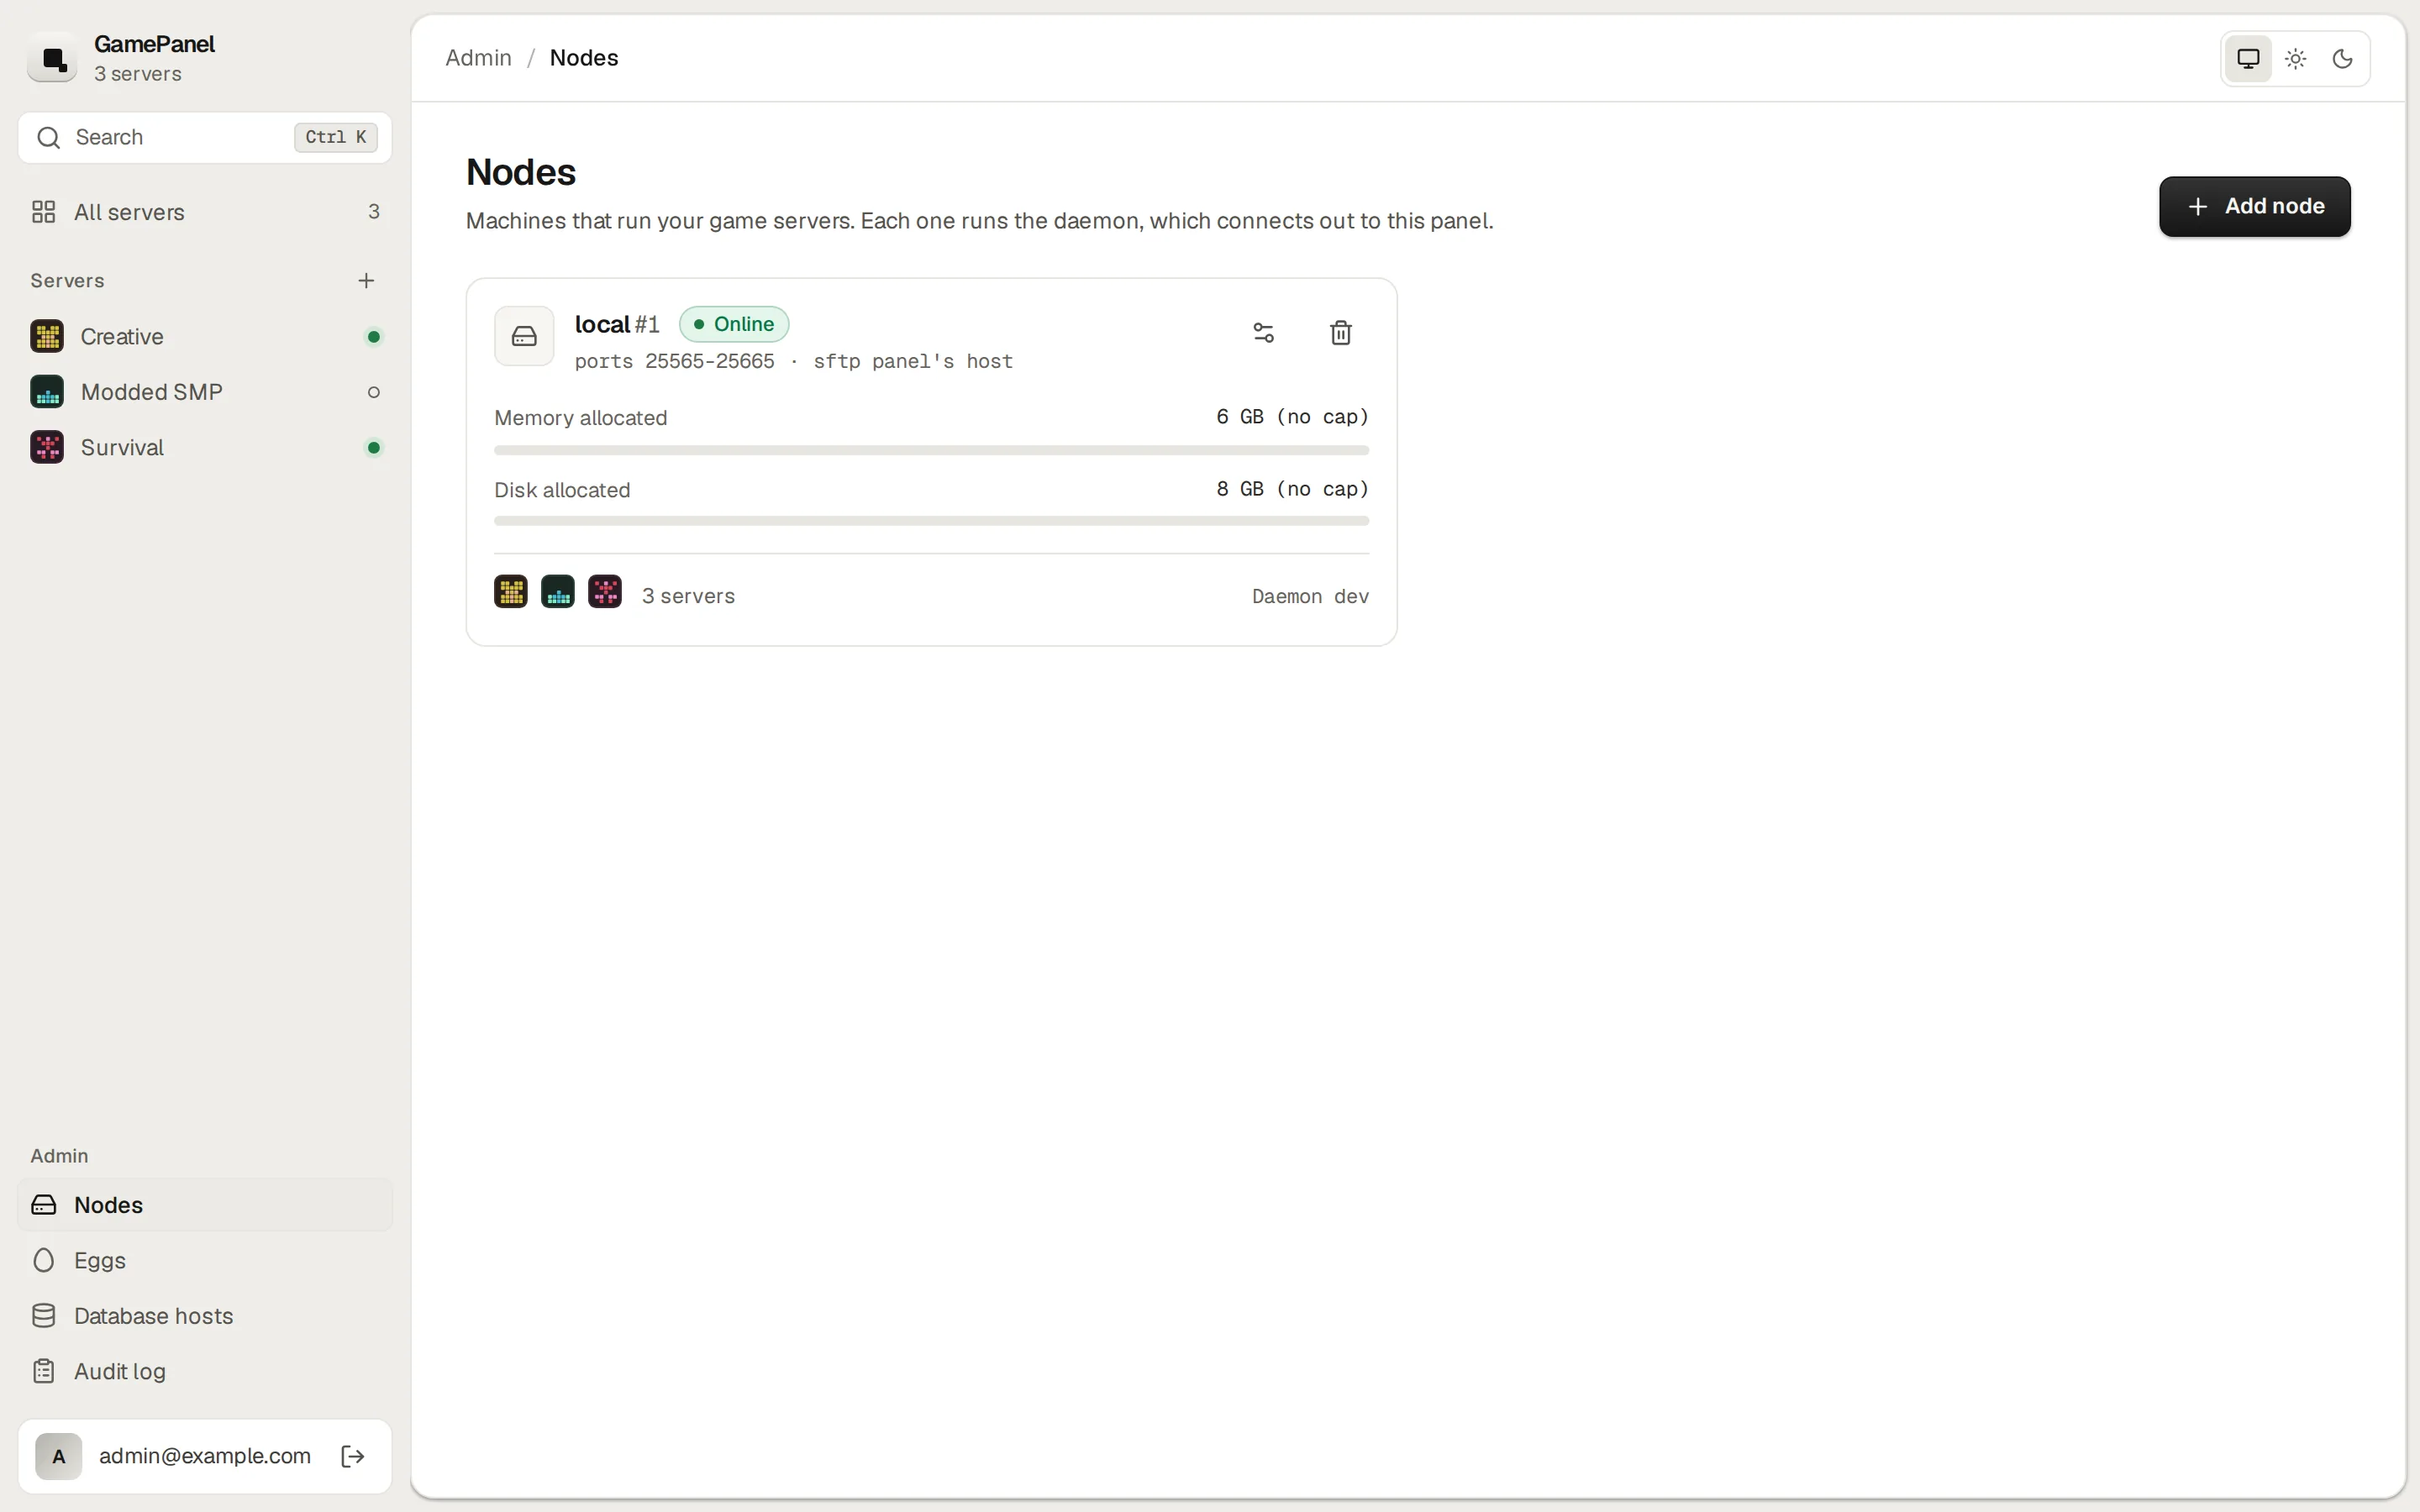 GamePanel
3 servers
Search Ctrl K
All servers 3
Servers
Creative
Modded SMP
Survival
Admin
Nodes
Eggs
Database hosts
Audit log
A admin@example.com
Admin / Nodes
Nodes
Machines that run your game servers. Each one runs the daemon, which connects out to this panel.
Add node
local #1 Online
ports 25565-25665 · sftp panel's host
Memory allocated 6 GB (no cap)
Disk allocated 8 GB (no cap)
3 servers Daemon dev